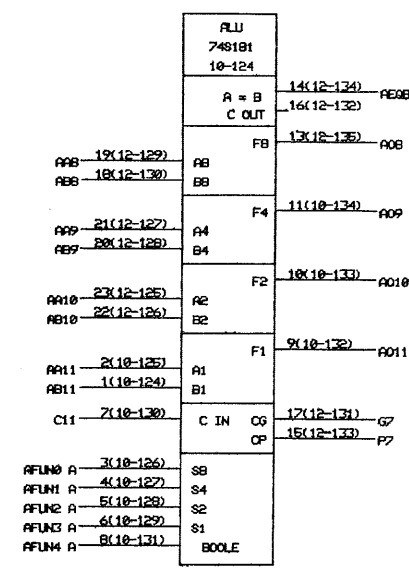 ALU
74S181
10-124
A = B 14(12-134) AEQB
C OUT 16(12-132)
F8 13(12-135) AO8
AA8 19(12-129) A8
AB8 18(12-130) B8
F4 11(10-134) AO9
AA9 21(12-127) A4
AB9 20(12-128) B4
F2 10(10-133) AO10
AA10 23(12-125) A2
AB10 22(12-126) B2
F1 9(10-132) AO11
AA11 2(10-125) A1
AB11 1(10-124) B1
C11 7(10-130) C IN CG 17(12-131) G7
CP 15(12-133) P7
AFUN0 A 3(10-126) S8
AFUN1 A 4(10-127) S4
AFUN2 A 5(10-128) S2
AFUN3 A 6(10-129) S1
AFUN4 A 8(10-131) BOOLE